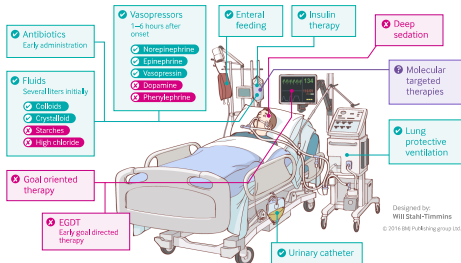 Antibiotics
Early administration
Fluids
Several liters initially
Colloids
Crystalloid
Starches
High chloride
Vasopressors
1–6 hours after
onset
Norepinephrine
Epinephrine
Vasopressin
Dopamine
Phenylephrine
Enteral
feeding
Insulin
therapy
Deep
sedation
134
Molecular
targeted
therapies
Lung
protective
ventilation
Goal oriented
therapy
EGDT
Early goal directed
therapy
Urinary catheter
Designed by:
Will Stahl-Timmins
© 2016 BMJ Publishing group Ltd